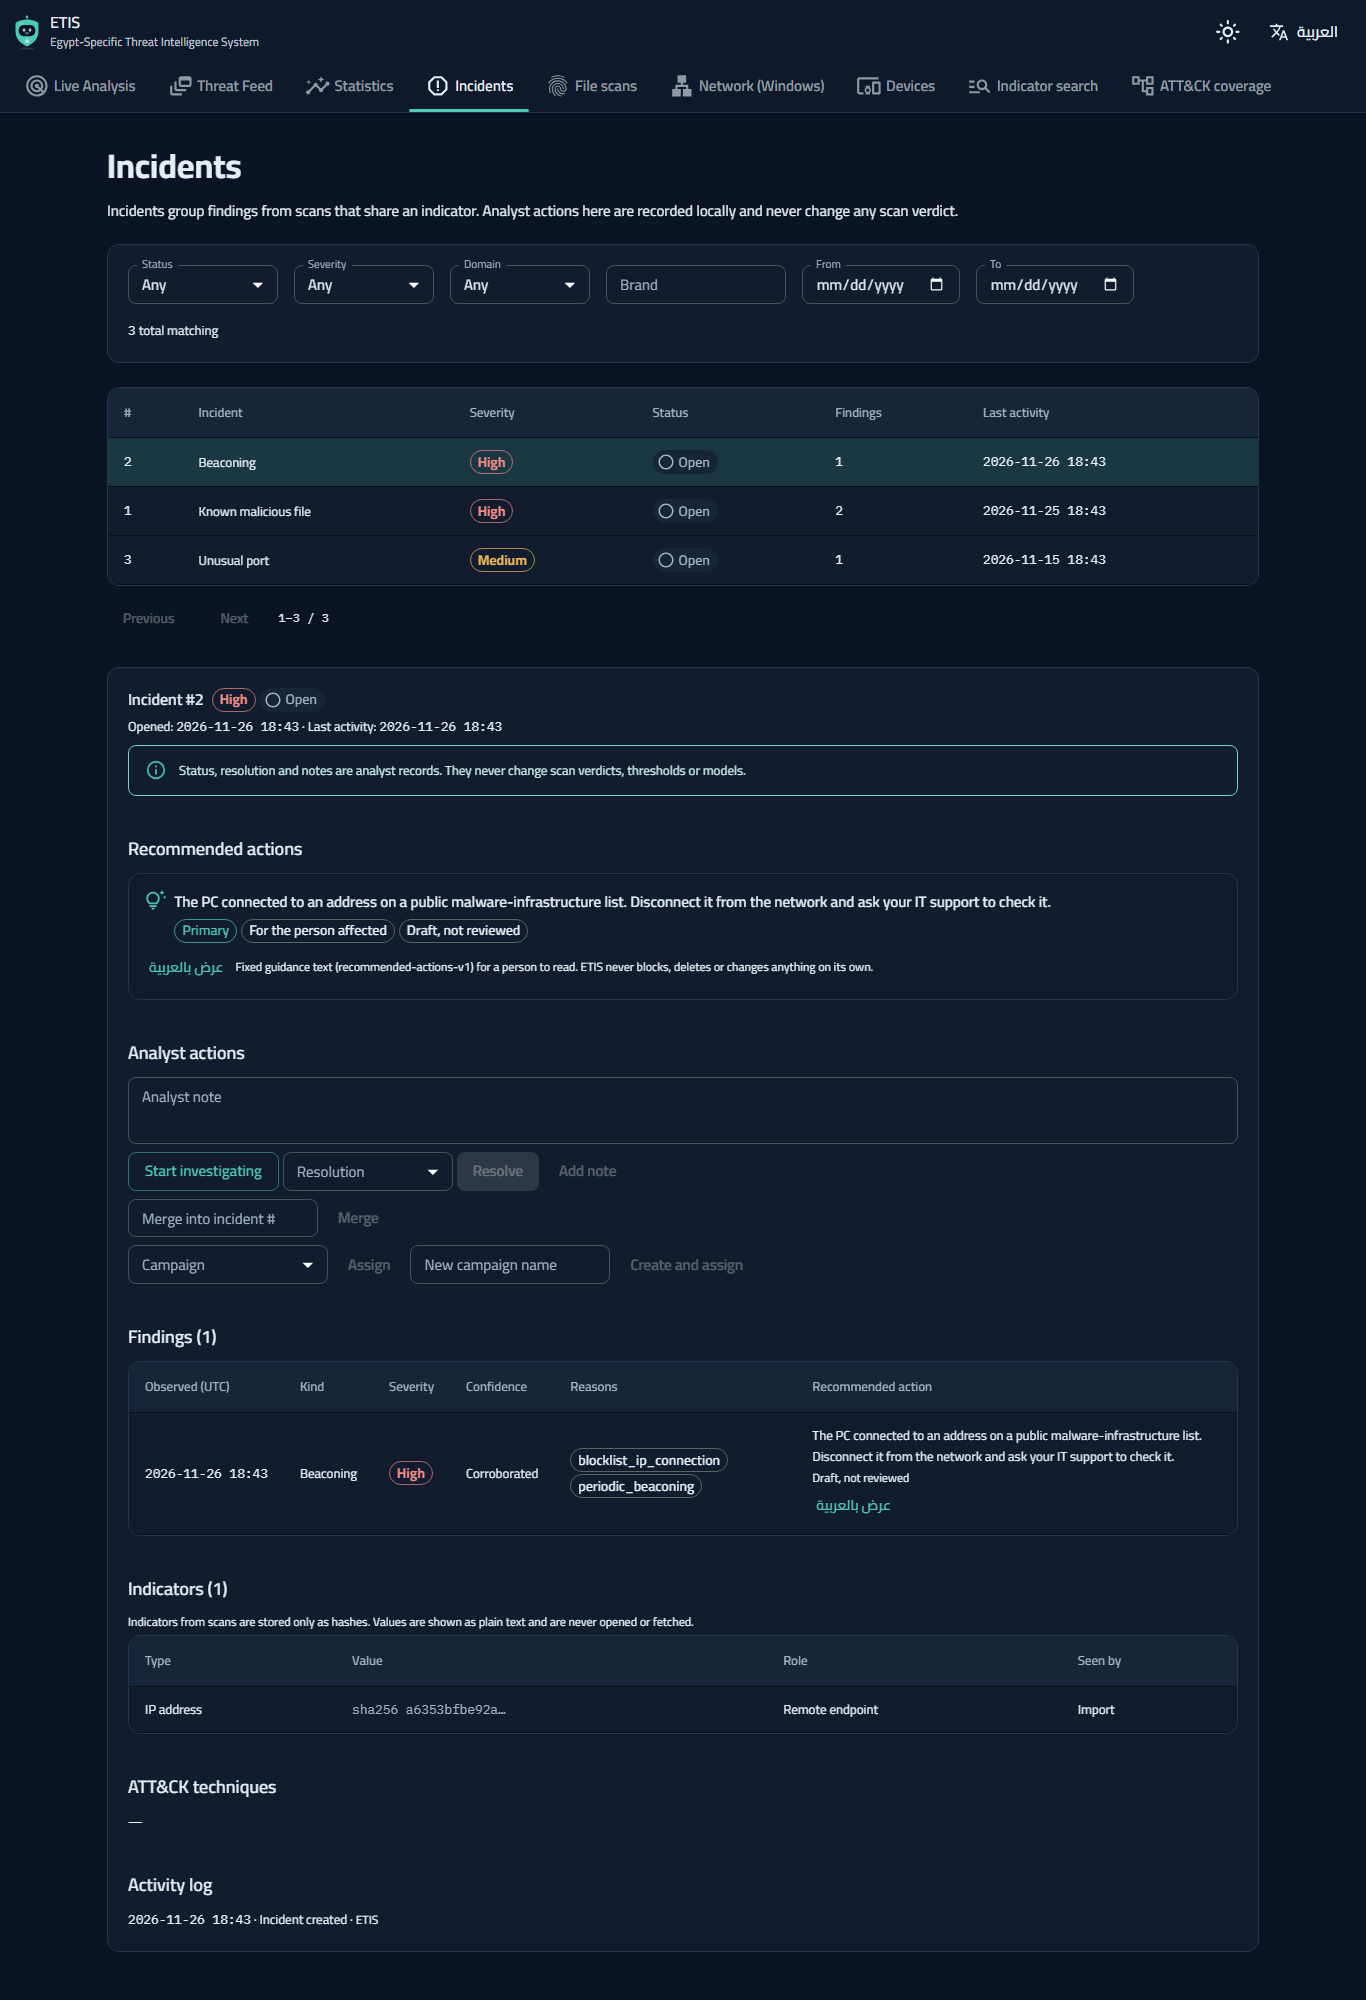 ETIS
Egypt-Specific Threat Intelligence System
العربية
Live Analysis
Threat Feed
Statistics
Incidents
File scans
Network (Windows)
Devices
Indicator search
ATT&CK coverage
Incidents
Incidents group findings from scans that share an indicator. Analyst actions here are recorded locally and never change any scan verdict.
Status
Any
Severity
Any
Domain
Any
Brand
From
mm/dd/yyyy
To
mm/dd/yyyy
3 total matching
# Incident Severity Status Findings Last activity
2 Beaconing High Open 1 2026-11-26 18:43
1 Known malicious file High Open 2 2026-11-25 18:43
3 Unusual port Medium Open 1 2026-11-15 18:43
Previous Next 1–3 / 3
Incident #2 High Open
Opened: 2026-11-26 18:43 · Last activity: 2026-11-26 18:43
Status, resolution and notes are analyst records. They never change scan verdicts, thresholds or models.
Recommended actions
The PC connected to an address on a public malware-infrastructure list. Disconnect it from the network and ask your IT support to check it.
Primary For the person affected Draft, not reviewed
عرض بالعربية Fixed guidance text (recommended-actions-v1) for a person to read. ETIS never blocks, deletes or changes anything on its own.
Analyst actions
Analyst note
Start investigating Resolution Resolve Add note
Merge into incident # Merge
Campaign Assign New campaign name Create and assign
Findings (1)
Observed (UTC) Kind Severity Confidence Reasons Recommended action
2026-11-26 18:43 Beaconing High Corroborated
blocklist_ip_connection
periodic_beaconing
The PC connected to an address on a public malware-infrastructure list.
Disconnect it from the network and ask your IT support to check it.
Draft, not reviewed
عرض بالعربية
Indicators (1)
Indicators from scans are stored only as hashes. Values are shown as plain text and are never opened or fetched.
Type Value Role Seen by
IP address sha256 a6353bfbe92a… Remote endpoint Import
ATT&CK techniques
—
Activity log
2026-11-26 18:43 · Incident created · ETIS